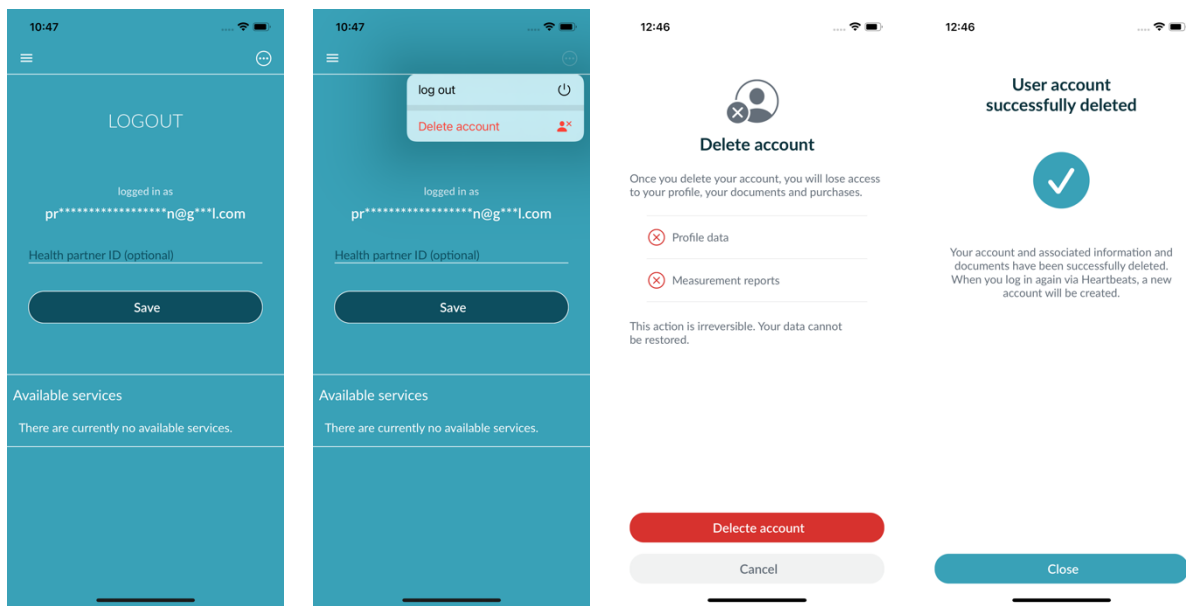 10:47
LOGOUT
logged in as
pr******************n@g***l.com
Health partner ID (optional)
Save
Available services
There are currently no available services.
10:47
log out
Delete account
logged in as
pr******************n@g***l.com
Health partner ID (optional)
Save
Available services
There are currently no available services.
12:46
Delete account
Once you delete your account, you will lose access
to your profile, your documents and purchases.
Profile data
Measurement reports
This action is irreversible. Your data cannot
be restored.
Delecte account
Cancel
12:46
User account
successfully deleted
Your account and associated information and
documents have been successfully deleted.
When you log in again via Heartbeats, a new
account will be created.
Close